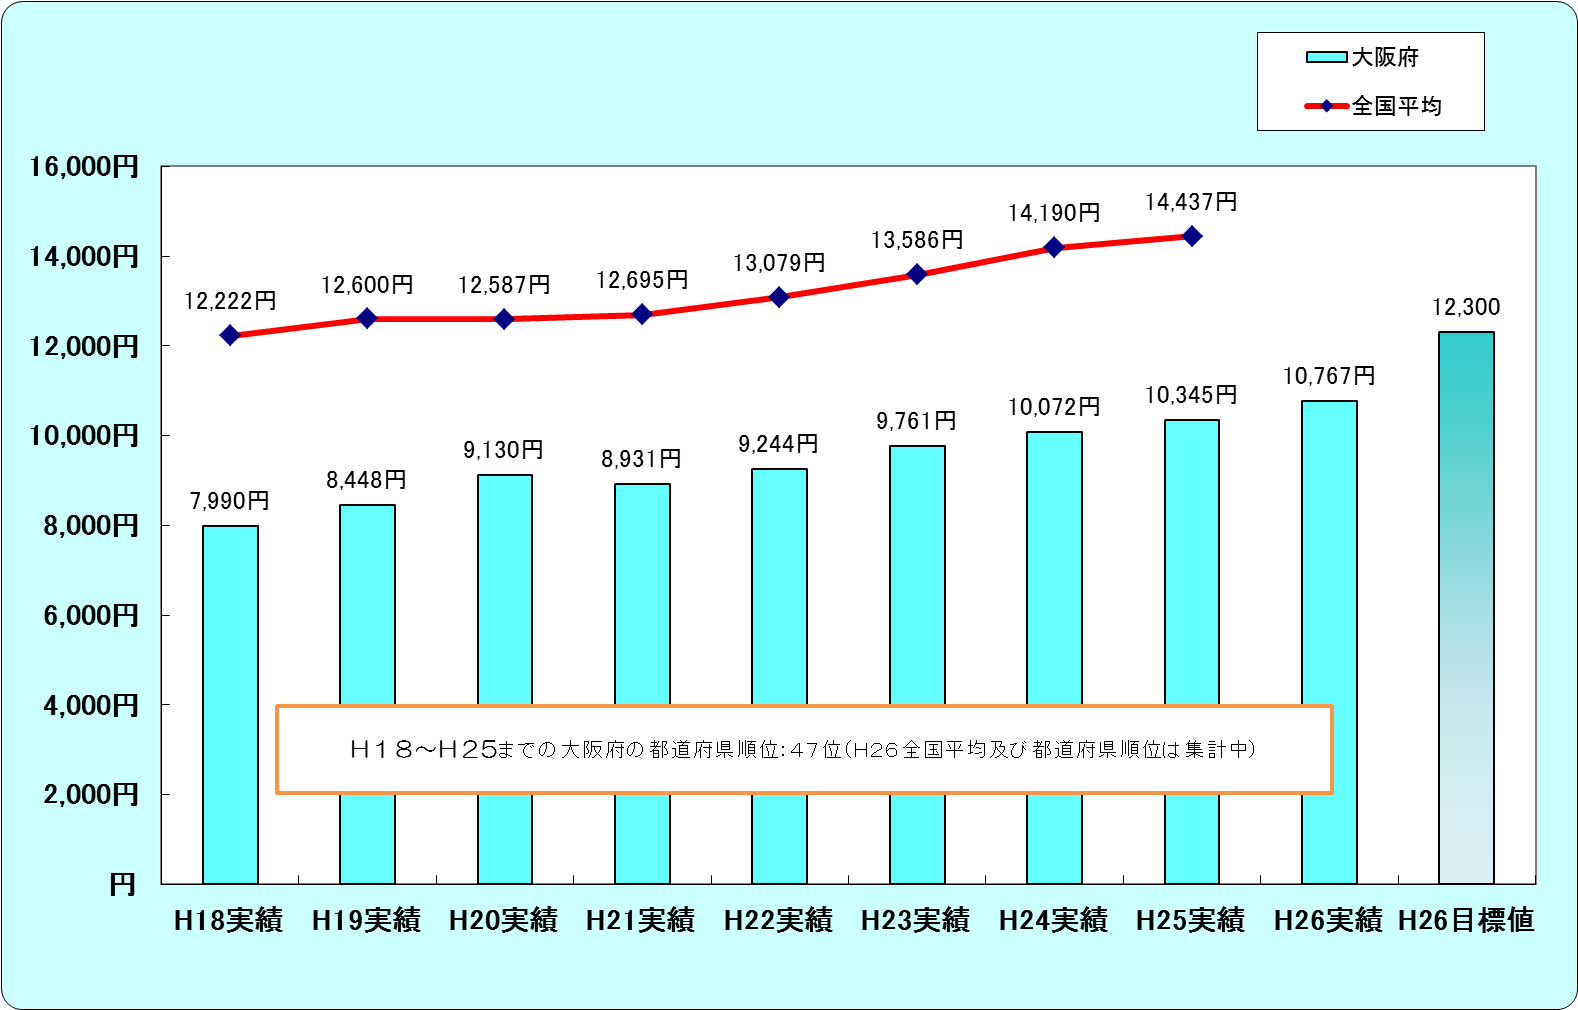 大阪府
全国平均
16,000円
14,000円
12,000円
10,000円
8,000円
6,000円
4,000円
2,000円
円
12,222円
12,600円
12,587円
12,695円
13,079円
13,586円
14,190円
14,437円
7,990円
8,448円
9,130円
8,931円
9,244円
9,761円
10,072円
10,345円
10,767円
12,300
Ｈ１８～Ｈ２５までの大阪府の都道府県順位：４７位（Ｈ２６全国平均及び都道府県順位は集計中）
H18実績
H19実績
H20実績
H21実績
H22実績
H23実績
H24実績
H25実績
H26実績
H26目標値